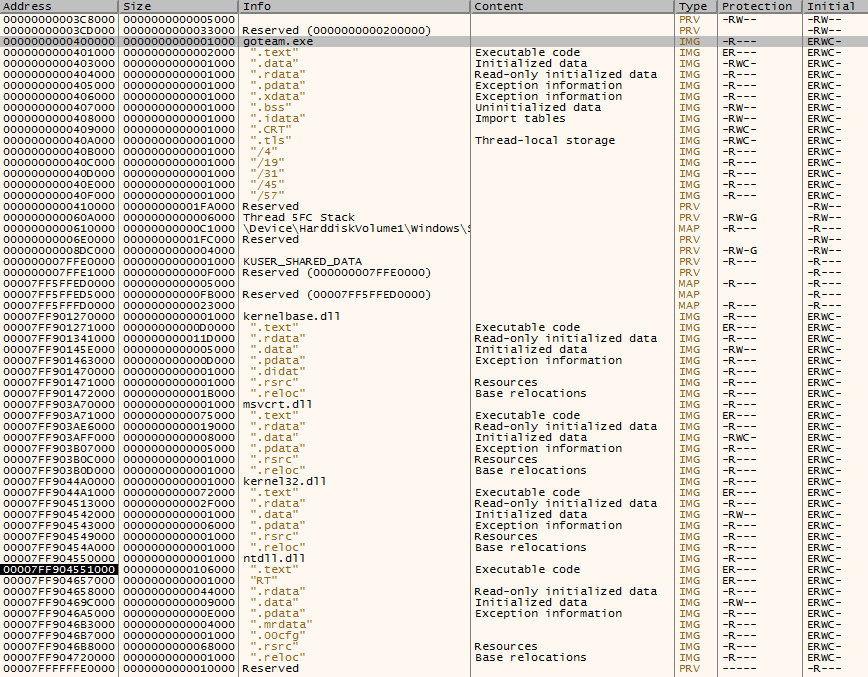 Address Size Info Content Type Protection Initial
00000000003C8000 0000000000005000 PRV -RW-- -RW--
00000000003CD000 0000000000033000 Reserved (0000000000200000) PRV -RW--
0000000000400000 0000000000001000 goteam.exe IMG -R--- ERWC-
0000000000401000 0000000000002000 ".text" Executable code IMG ER--- ERWC-
0000000000403000 0000000000001000 ".data" Initialized data IMG -RWC- ERWC-
0000000000404000 0000000000001000 ".rdata" Read-only initialized data IMG -R--- ERWC-
0000000000405000 0000000000001000 ".pdata" Exception information IMG -R--- ERWC-
0000000000406000 0000000000001000 ".xdata" Exception information IMG -R--- ERWC-
0000000000407000 0000000000001000 ".bss" Uninitialized data IMG -RW-- ERWC-
0000000000408000 0000000000001000 ".idata" Import tables IMG -RW-- ERWC-
0000000000409000 0000000000001000 ".CRT" IMG -RWC- ERWC-
000000000040A000 0000000000001000 ".tls" Thread-local storage IMG -RWC- ERWC-
000000000040B000 0000000000001000 "/4" IMG -R--- ERWC-
000000000040C000 0000000000001000 "/19" IMG -R--- ERWC-
000000000040D000 0000000000001000 "/31" IMG -R--- ERWC-
000000000040E000 0000000000001000 "/45" IMG -R--- ERWC-
000000000040F000 0000000000001000 "/57" IMG -R--- ERWC-
0000000000410000 00000000001FA000 Reserved PRV -RW--
000000000060A000 0000000000006000 Thread 5FC Stack PRV -RW-G -RW--
0000000000610000 00000000000C1000 \Device\HarddiskVolume1\Windows\S MAP -R--- -R---
00000000006E0000 00000000001FC000 Reserved PRV -RW--
00000000008DC000 0000000000004000 PRV -RW-G -RW--
000000007FFE0000 0000000000001000 KUSER_SHARED_DATA PRV -R--- -R---
000000007FFE1000 000000000000F000 Reserved (000000007FFE0000) PRV -R---
00007FF5FFED0000 0000000000005000 MAP -R--- -R---
00007FF5FFED5000 00000000000FB000 Reserved (00007FF5FFED0000) MAP -R---
00007FF5FFFD0000 0000000000023000 MAP -R--- -R---
00007FF901270000 0000000000001000 kernelbase.dll IMG -R--- ERWC-
00007FF901271000 00000000000D0000 ".text" Executable code IMG ER--- ERWC-
00007FF901341000 000000000011D000 ".rdata" Read-only initialized data IMG -R--- ERWC-
00007FF90145E000 0000000000005000 ".data" Initialized data IMG -RW-- ERWC-
00007FF901463000 000000000000D000 ".pdata" Exception information IMG -R--- ERWC-
00007FF901470000 0000000000001000 ".didat" IMG -R--- ERWC-
00007FF901471000 0000000000001000 ".rsrc" Resources IMG -R--- ERWC-
00007FF901472000 000000000001B000 ".reloc" Base relocations IMG -R--- ERWC-
00007FF903A70000 0000000000001000 msvcrt.dll IMG -R--- ERWC-
00007FF903A71000 0000000000075000 ".text" Executable code IMG ER--- ERWC-
00007FF903AE6000 0000000000019000 ".rdata" Read-only initialized data IMG -R--- ERWC-
00007FF903AFF000 0000000000008000 ".data" Initialized data IMG -RWC- ERWC-
00007FF903B07000 0000000000005000 ".pdata" Exception information IMG -R--- ERWC-
00007FF903B0C000 0000000000001000 ".rsrc" Resources IMG -R--- ERWC-
00007FF903B0D000 0000000000001000 ".reloc" Base relocations IMG -R--- ERWC-
00007FF9044A0000 0000000000001000 kernel32.dll IMG -R--- ERWC-
00007FF9044A1000 0000000000072000 ".text" Executable code IMG ER--- ERWC-
00007FF904513000 000000000002F000 ".rdata" Read-only initialized data IMG -R--- ERWC-
00007FF904542000 0000000000001000 ".data" Initialized data IMG -RW-- ERWC-
00007FF904543000 0000000000006000 ".pdata" Exception information IMG -R--- ERWC-
00007FF904549000 0000000000001000 ".rsrc" Resources IMG -R--- ERWC-
00007FF90454A000 0000000000001000 ".reloc" Base relocations IMG -R--- ERWC-
00007FF904550000 0000000000001000 ntdll.dll IMG -R--- ERWC-
00007FF904551000 0000000000106000 ".text" Executable code IMG ER--- ERWC-
00007FF904657000 0000000000001000 "RT" IMG ER--- ERWC-
00007FF904658000 0000000000044000 ".rdata" Read-only initialized data IMG -R--- ERWC-
00007FF90469C000 0000000000009000 ".data" Initialized data IMG -RW-- ERWC-
00007FF9046A5000 000000000000E000 ".pdata" Exception information IMG -R--- ERWC-
00007FF9046B3000 0000000000004000 ".mrdata" IMG -R--- ERWC-
00007FF9046B7000 0000000000001000 ".00cfg" IMG -R--- ERWC-
00007FF9046B8000 0000000000068000 ".rsrc" Resources IMG -R--- ERWC-
00007FF904720000 0000000000001000 ".reloc" Base relocations IMG -R--- ERWC-
00007FFFFFFE0000 0000000000010000 Reserved PRV ----- -R---